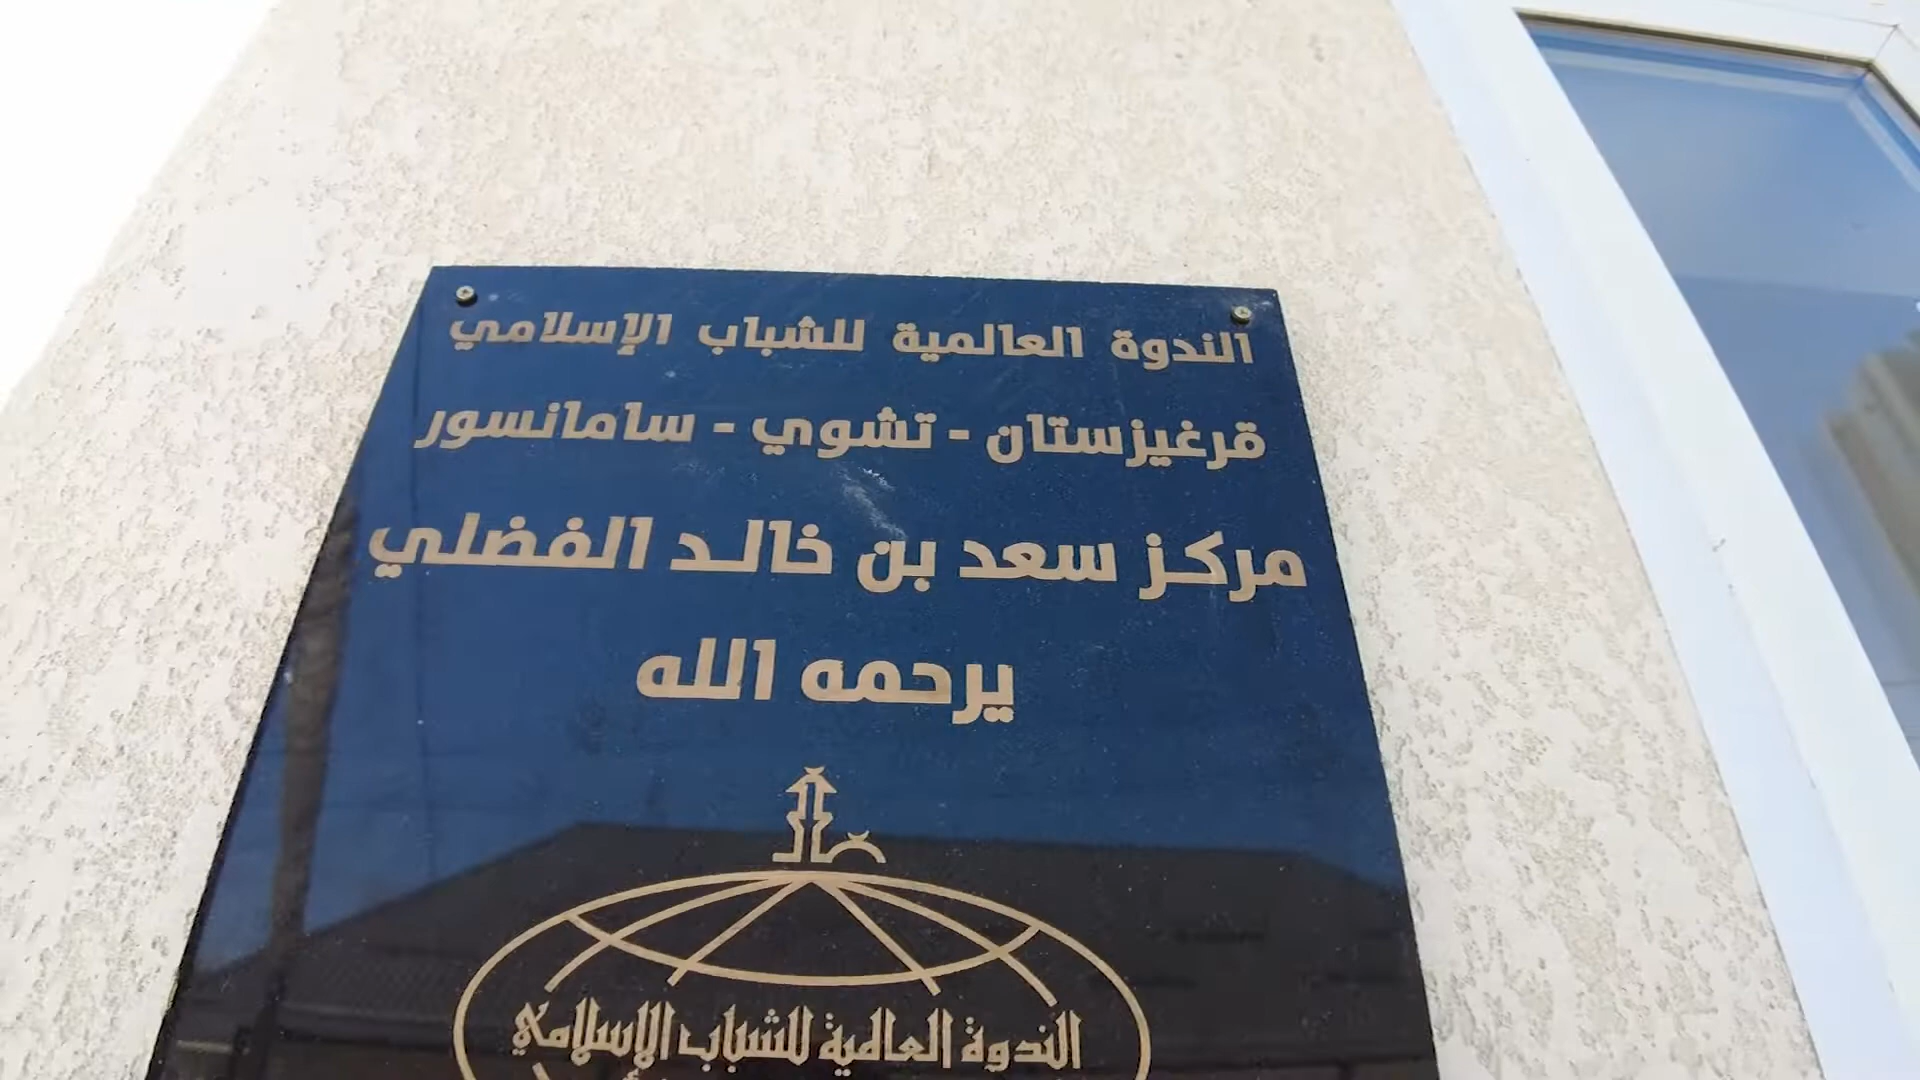 الندوة العالمية للشباب الإسلامي
قرغيزستان - تشوي - سامانسور
مركز سعد بن خالد الفضلي
يرحمه الله
الندوة العالمية للشباب الإسلامي